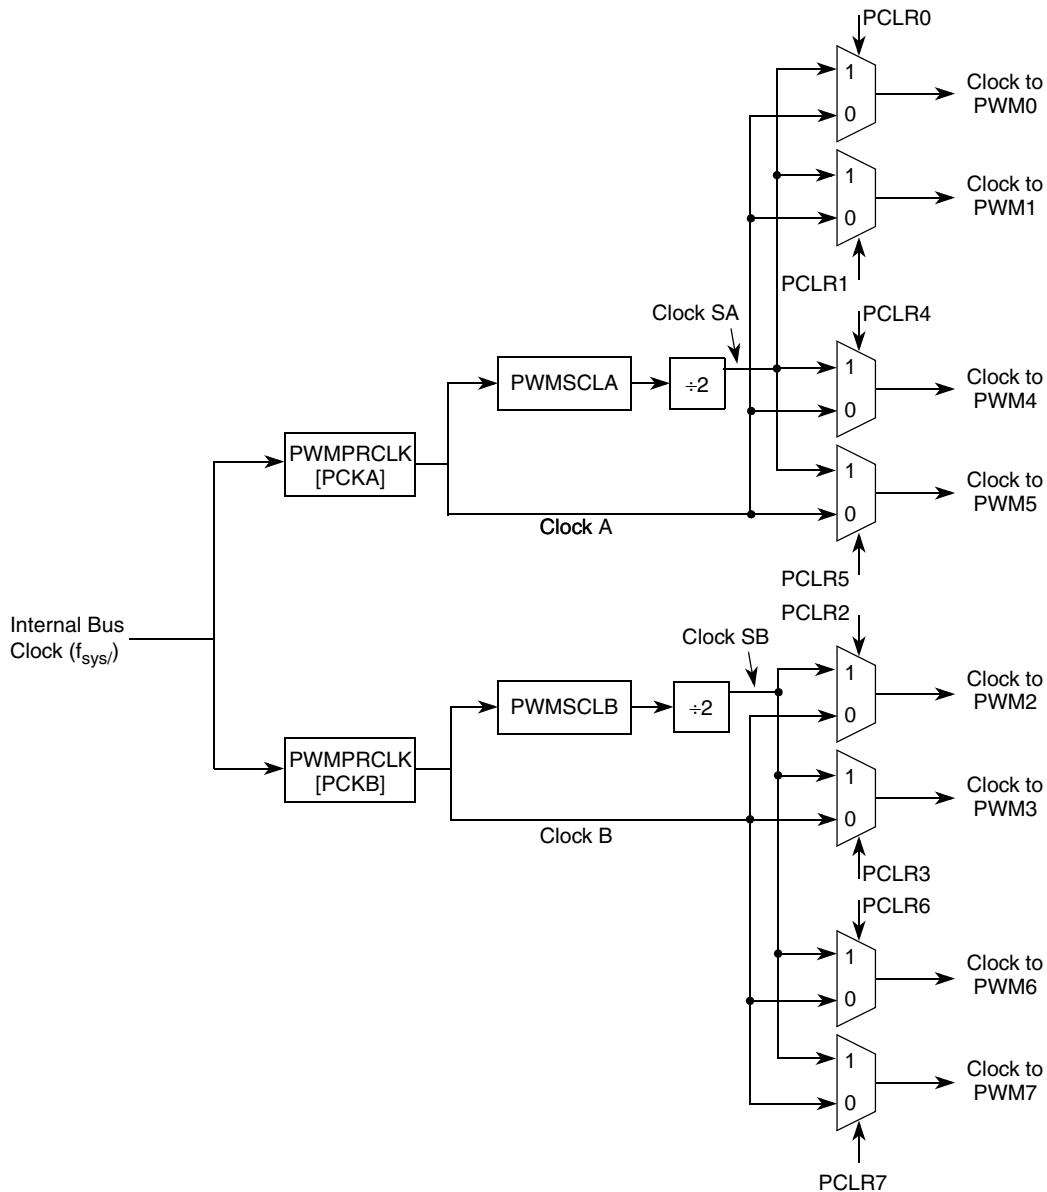 PCLR0
1
0
Clock to
PWM0
1
0
Clock to
PWM1
PCLR1
Clock SA
PCLR4
PWMSCLA
÷2
1
0
Clock to
PWM4
PWMPRCLK
[PCKA]
1
0
Clock to
PWM5
Clock A
PCLR5
Internal Bus
Clock (fsys/)
PCLR2
Clock SB
PWMSCLB
÷2
1
0
Clock to
PWM2
PWMPRCLK
[PCKB]
1
0
Clock to
PWM3
Clock B
PCLR3
PCLR6
1
0
Clock to
PWM6
1
0
Clock to
PWM7
PCLR7